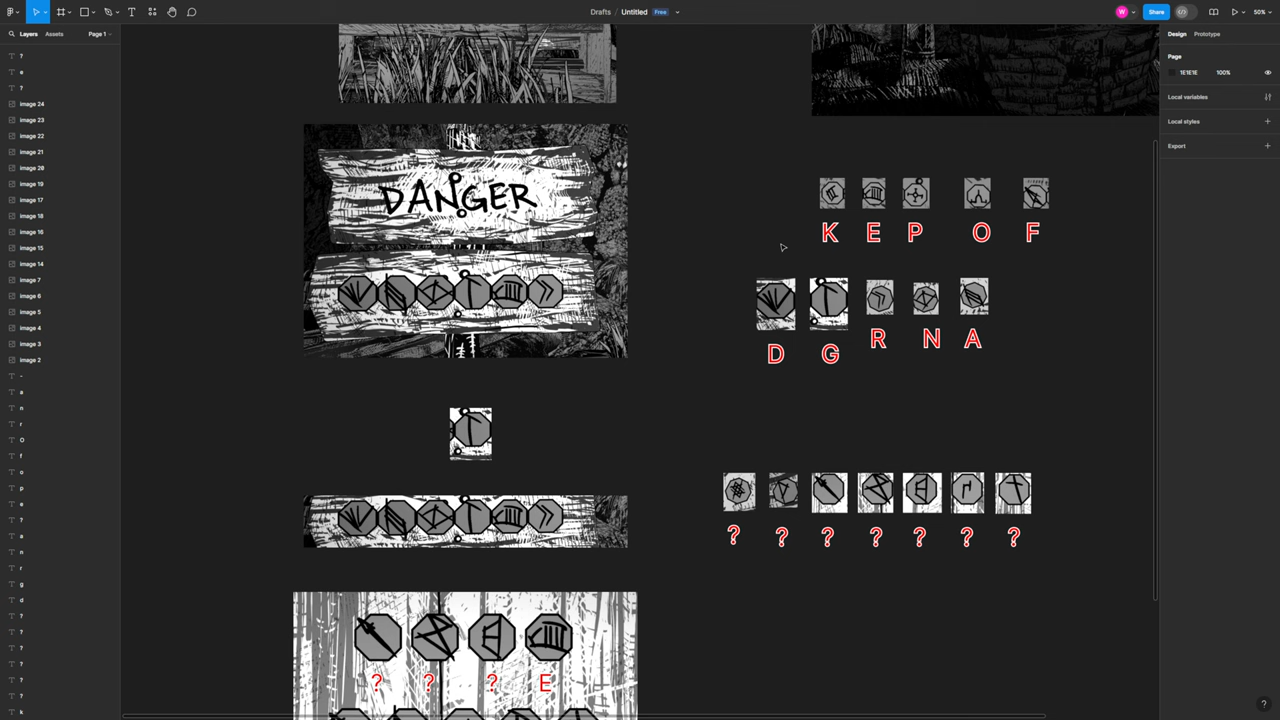 Drafts / Untitled Free
W Share 50%
Layers Assets Page 1
Design Prototype
?
e
?
image 24
image 23
image 22
image 21
image 20
image 19
image 17
image 18
image 16
image 15
image 14
image 7
image 6
image 5
image 4
image 3
image 2
-
a
n
r
O
f
o
p
e
?
a
n
r
g
d
?
?
?
?
?
?
k
Page
1E1E1E 100%
Local variables
Local styles
Export
DANGER
K E P O F
D G R N A
? ? ? ? ? ? ?
? ? ? E
?